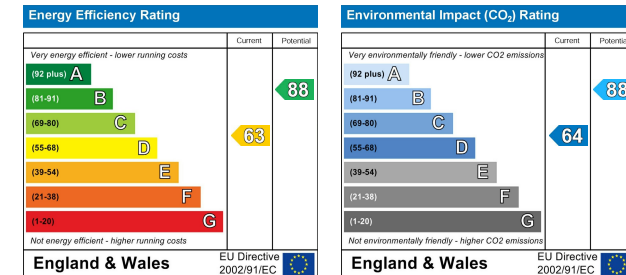 Energy Efficiency Rating
Current Potential
Very energy efficient - lower running costs
(92 plus) A
(81-91) B
(69-80) C
(55-68) D
(39-54) E
(21-38) F
(1-20) G
88
63
Not energy efficient - higher running costs
England & Wales
EU Directive
2002/91/EC
Environmental Impact (CO₂) Rating
Current Potential
Very environmentally friendly - lower CO2 emissions
(92 plus) A
(81-91) B
(69-80) C
(55-68) D
(39-54) E
(21-38) F
(1-20) G
88
64
Not environmentally friendly - higher CO2 emissions
England & Wales
EU Directive
2002/91/EC